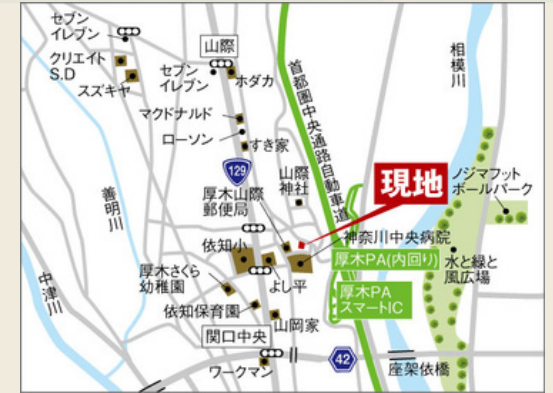 セブン
イレブン
山際
クリエイト
S.D
スズキヤ
セブン
イレブン
ホダカ
首都圏中央連絡自動車道
相模川
マクドナルド
ローソン
すき家
129
山際
神社
現地
ノジマフット
ボールパーク
善明川
厚木山際
郵便局
神奈川中央病院
依知小
厚木PA(内回り)
水と緑と
風広場
中津川
厚木さくら
幼稚園
よし平
厚木PA
スマートIC
依知保育園
山岡家
関口中央
42
座架依橋
ワークマン